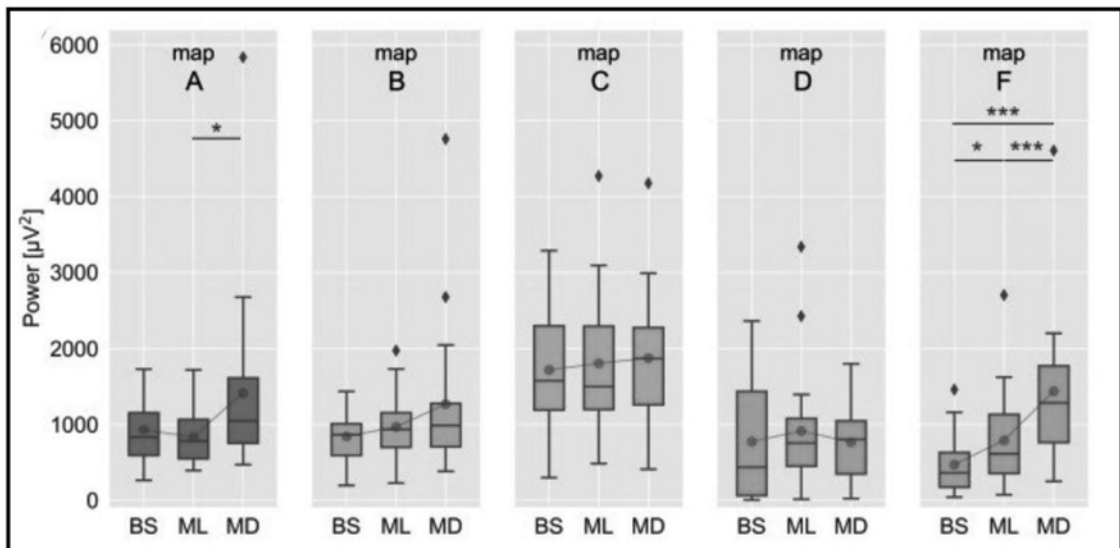 map map map map map
A B C D F
6000
5000
4000
3000
2000
1000
0
Power [µV²]
*
***
* ***
BS ML MD BS ML MD BS ML MD BS ML MD BS ML MD